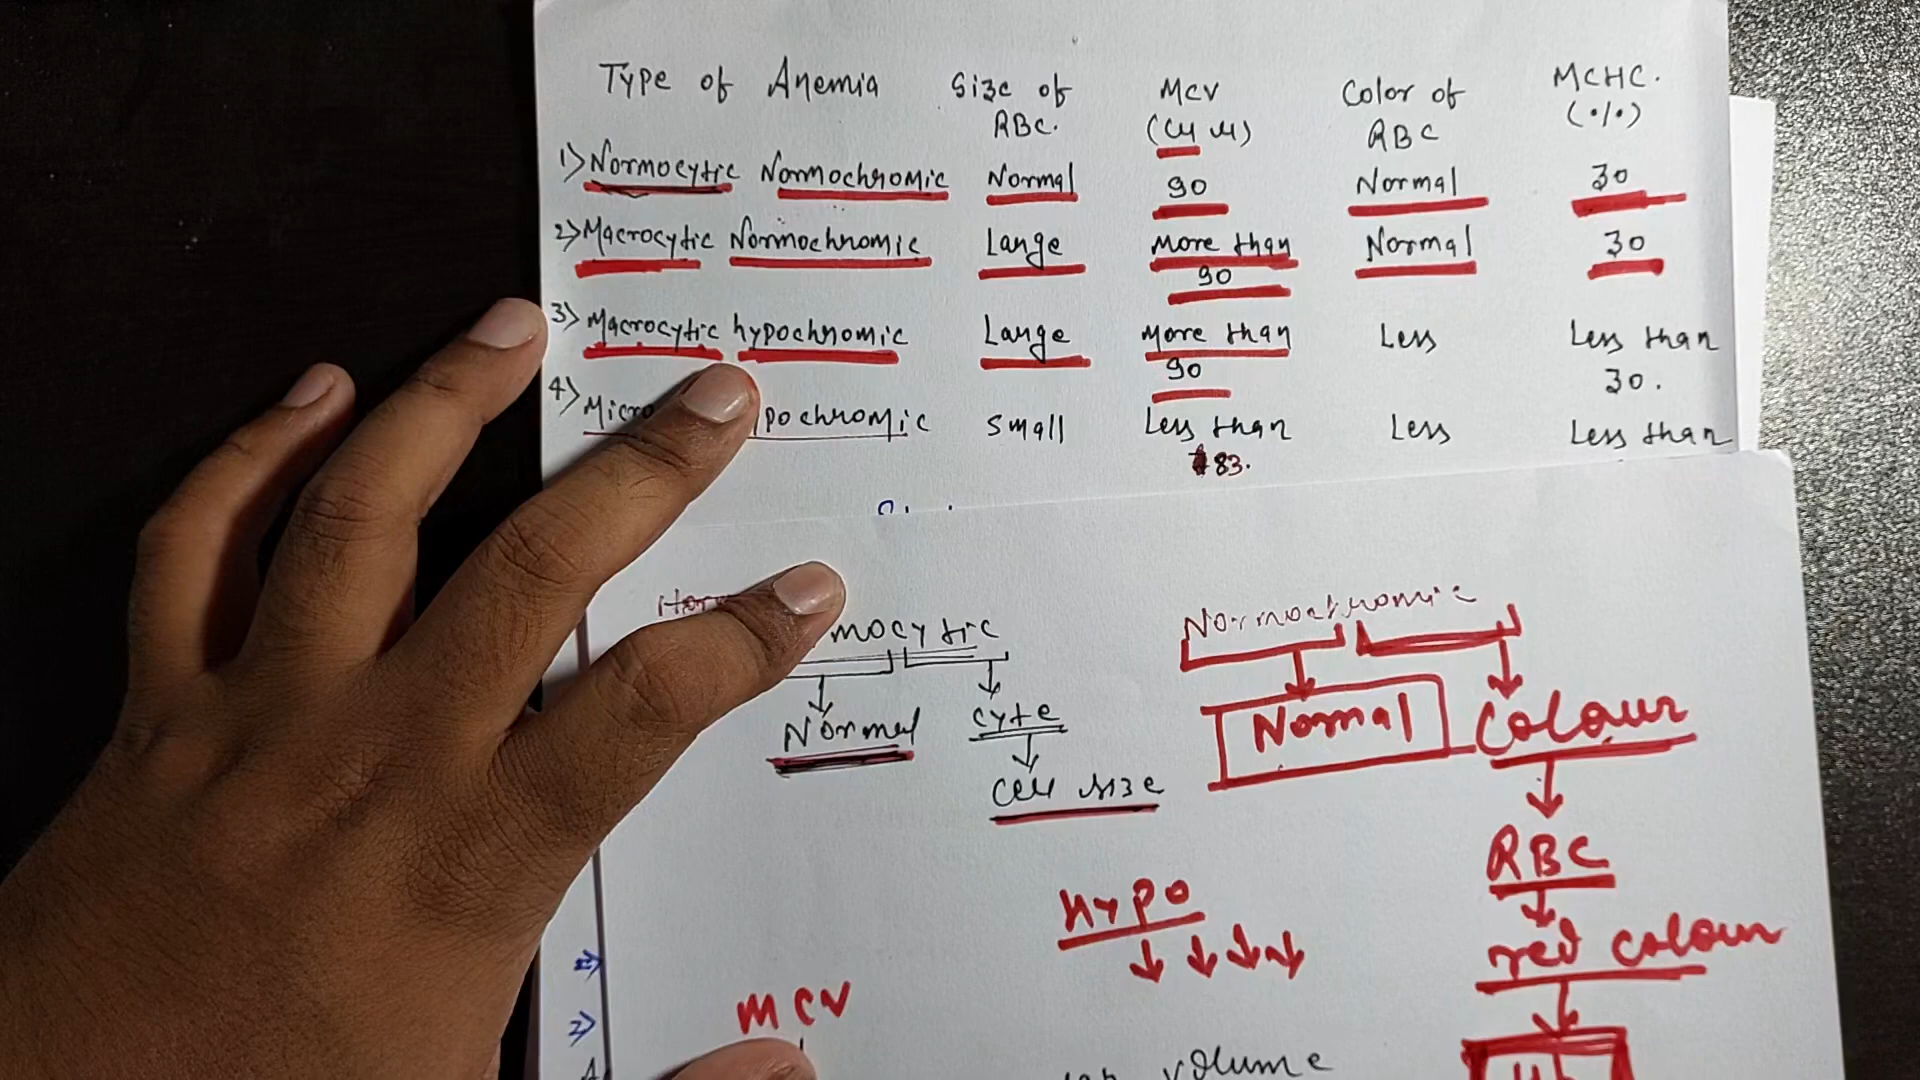 Type of Anemia Size of RBC. MCV (Cu µ) Color of RBC MCHC. (%)
1) Normocytic Normochromic Normal 90 Normal 30
2) Macrocytic Normochromic Large More than 90 Normal 30
3) Macrocytic hypochromic Large More than 90 Less Less than 30.
4) Micro pochromic Small Less than 83. Less Less than
mocytic Normochromic
Normal cyte Normal Colour
Cell size
RBC
hypo
red colour
2)
MCV
2)
volume